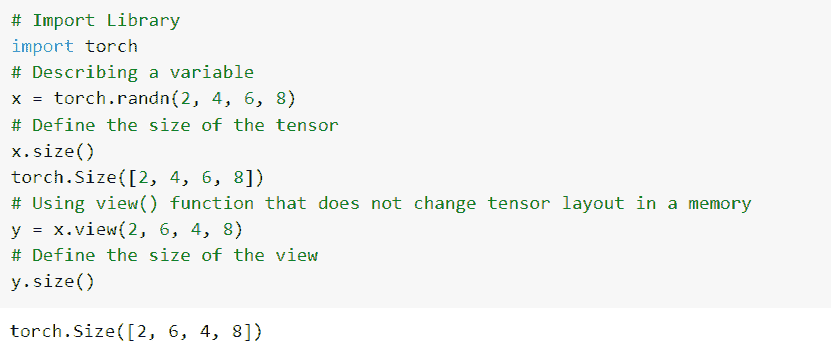 # Import Library
import torch
# Describing a variable
x = torch.randn(2, 4, 6, 8)
# Define the size of the tensor
x.size()
torch.Size([2, 4, 6, 8])
# Using view() function that does not change tensor layout in a memory
y = x.view(2, 6, 4, 8)
# Define the size of the view
y.size()
torch.Size([2, 6, 4, 8])